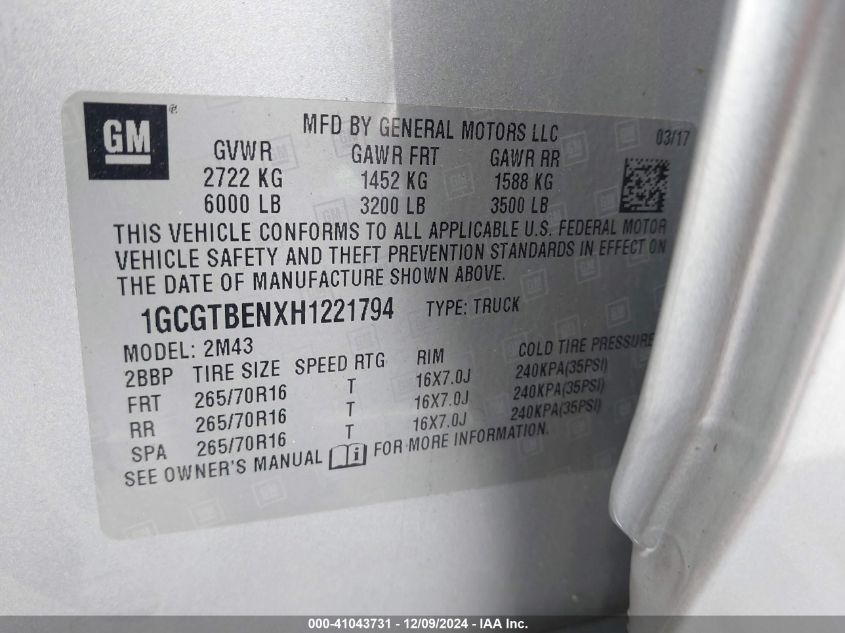 GM
®
MFD BY GENERAL MOTORS LLC
03/17
GVWR GAWR FRT GAWR RR
2722 KG 1452 KG 1588 KG
6000 LB 3200 LB 3500 LB
THIS VEHICLE CONFORMS TO ALL APPLICABLE U.S. FEDERAL MOTOR
VEHICLE SAFETY AND THEFT PREVENTION STANDARDS IN EFFECT ON
THE DATE OF MANUFACTURE SHOWN ABOVE.
1GCGTBENXH1221794 TYPE: TRUCK
MODEL: 2M43
2BBP TIRE SIZE SPEED RTG RIM COLD TIRE PRESSURE
FRT 265/70R16 T 16X7.0J 240KPA(35PSI)
RR 265/70R16 T 16X7.0J 240KPA(35PSI)
SPA 265/70R16 T 16X7.0J 240KPA(35PSI)
SEE OWNER'S MANUAL i FOR MORE INFORMATION.
000-41043731 - 12/09/2024 - IAA Inc.